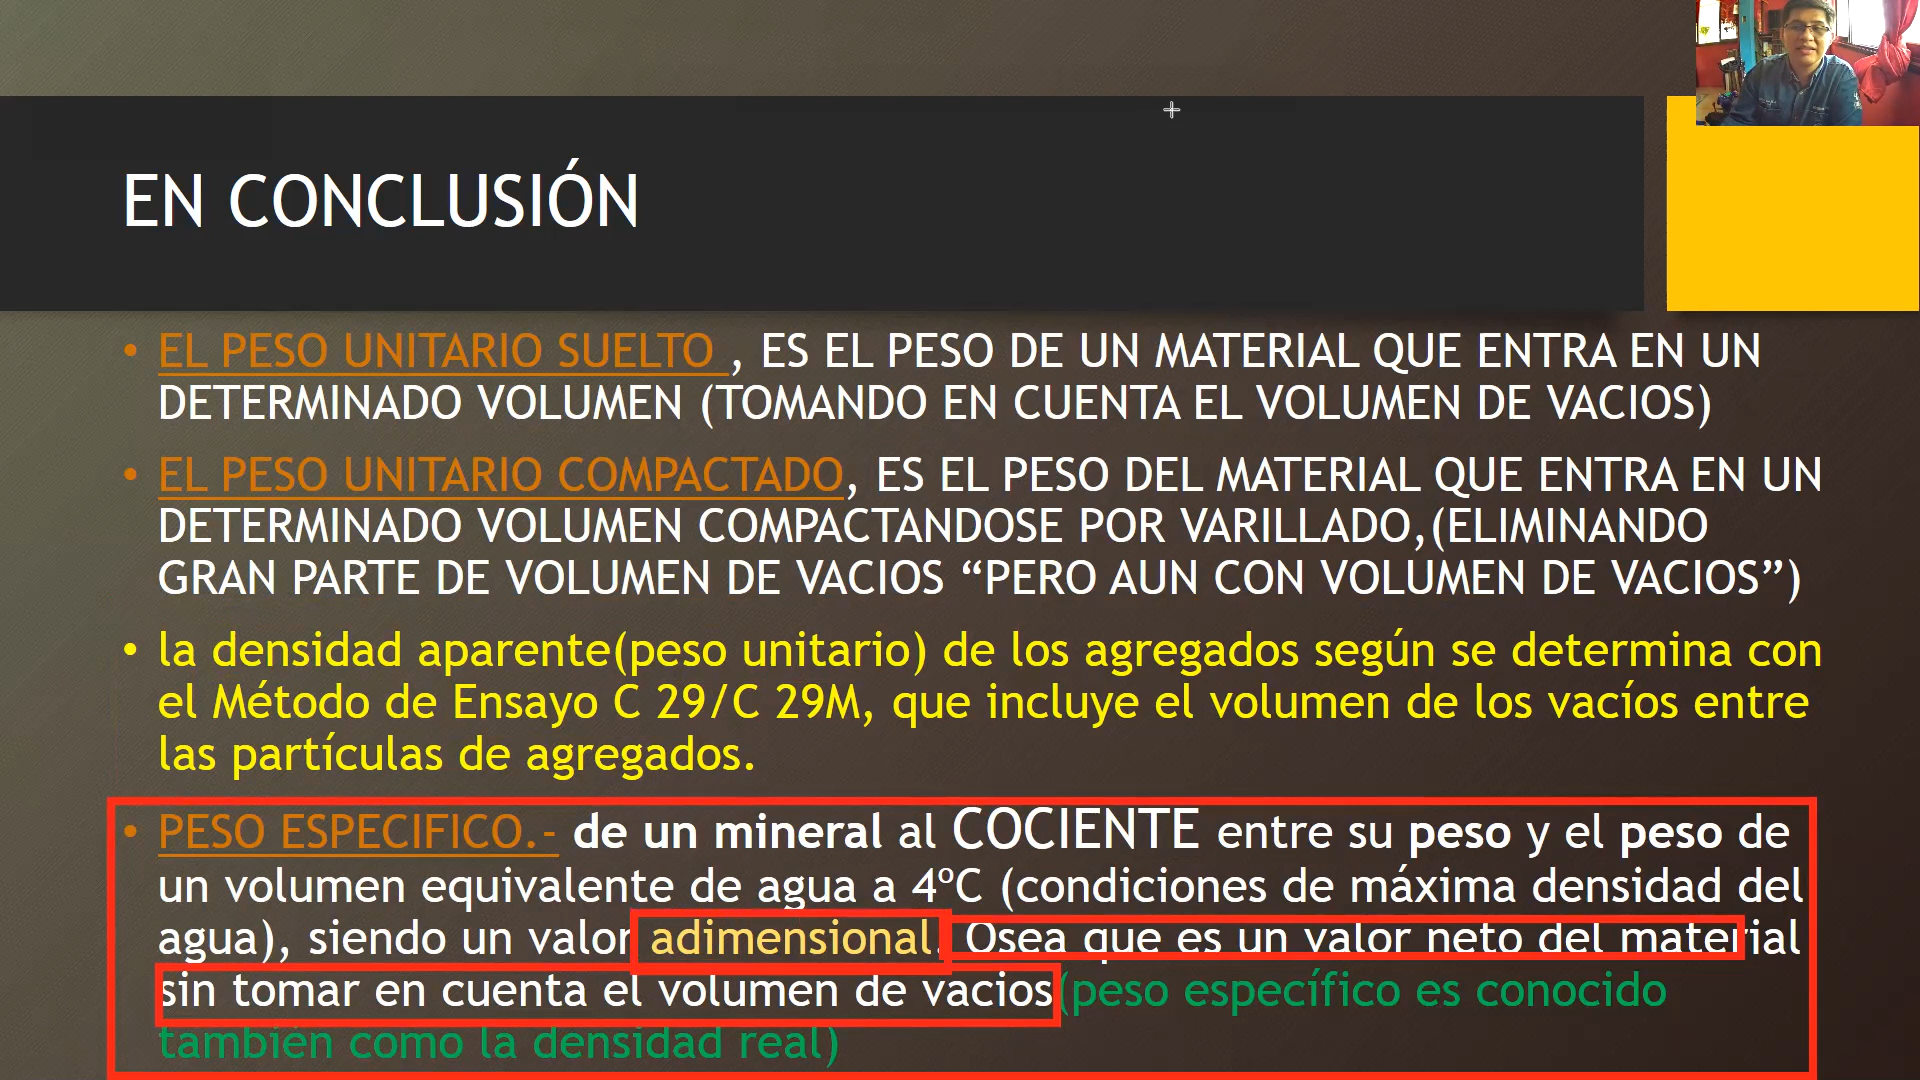 EN CONCLUSIÓN
• EL PESO UNITARIO SUELTO , ES EL PESO DE UN MATERIAL QUE ENTRA EN UN
DETERMINADO VOLUMEN (TOMANDO EN CUENTA EL VOLUMEN DE VACIOS)
• EL PESO UNITARIO COMPACTADO, ES EL PESO DEL MATERIAL QUE ENTRA EN UN
DETERMINADO VOLUMEN COMPACTANDOSE POR VARILLADO,(ELIMINANDO
GRAN PARTE DE VOLUMEN DE VACIOS “PERO AUN CON VOLUMEN DE VACIOS”)
• la densidad aparente(peso unitario) de los agregados según se determina con
el Método de Ensayo C 29/C 29M, que incluye el volumen de los vacíos entre
las partículas de agregados.
• PESO ESPECIFICO.- de un mineral al COCIENTE entre su peso y el peso de
un volumen equivalente de agua a 4ºC (condiciones de máxima densidad del
agua), siendo un valor adimensional. Osea que es un valor neto del material
sin tomar en cuenta el volumen de vacios(peso específico es conocido
también como la densidad real)